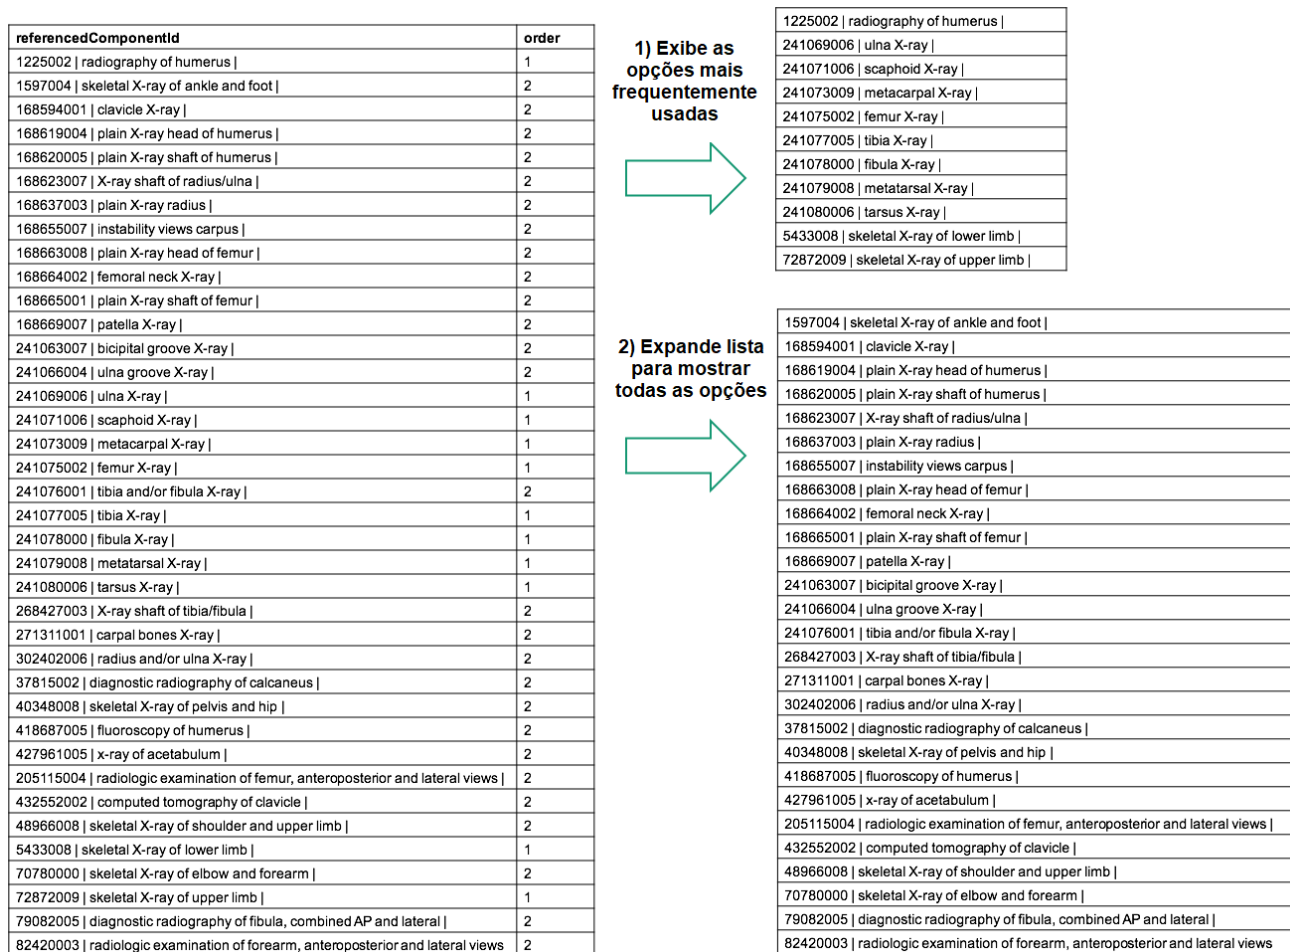 referencedComponentId order
1225002 | radiography of humerus | 1
1597004 | skeletal X-ray of ankle and foot | 2
168594001 | clavicle X-ray | 2
168619004 | plain X-ray head of humerus | 2
168620005 | plain X-ray shaft of humerus | 2
168623007 | X-ray shaft of radius/ulna | 2
168637003 | plain X-ray radius | 2
168655007 | instability views carpus | 2
168663008 | plain X-ray head of femur | 2
168664002 | femoral neck X-ray | 2
168665001 | plain X-ray shaft of femur | 2
168669007 | patella X-ray | 2
241063007 | bicipital groove X-ray | 2
241066004 | ulna groove X-ray | 2
241069006 | ulna X-ray | 1
241071006 | scaphoid X-ray | 1
241073009 | metacarpal X-ray | 1
241075002 | femur X-ray | 1
241076001 | tibia and/or fibula X-ray | 2
241077005 | tibia X-ray | 1
241078000 | fibula X-ray | 1
241079008 | metatarsal X-ray | 1
241080006 | tarsus X-ray | 1
268427003 | X-ray shaft of tibia/fibula | 2
271311001 | carpal bones X-ray | 2
302402006 | radius and/or ulna X-ray | 2
37815002 | diagnostic radiography of calcaneus | 2
40348008 | skeletal X-ray of pelvis and hip | 2
418687005 | fluoroscopy of humerus | 2
427961005 | x-ray of acetabulum | 2
205115004 | radiologic examination of femur, anteroposterior and lateral views | 2
432552002 | computed tomography of clavicle | 2
48966008 | skeletal X-ray of shoulder and upper limb | 2
5433008 | skeletal X-ray of lower limb | 1
70780000 | skeletal X-ray of elbow and forearm | 2
72872009 | skeletal X-ray of upper limb | 1
79082005 | diagnostic radiography of fibula, combined AP and lateral | 2
82420003 | radiologic examination of forearm, anteroposterior and lateral views 2
1) Exibe as
opções mais
frequentemente
usadas
1225002 | radiography of humerus |
241069006 | ulna X-ray |
241071006 | scaphoid X-ray |
241073009 | metacarpal X-ray |
241075002 | femur X-ray |
241077005 | tibia X-ray |
241078000 | fibula X-ray |
241079008 | metatarsal X-ray |
241080006 | tarsus X-ray |
5433008 | skeletal X-ray of lower limb |
72872009 | skeletal X-ray of upper limb |
2) Expande lista
para mostrar
todas as opções
1597004 | skeletal X-ray of ankle and foot |
168594001 | clavicle X-ray |
168619004 | plain X-ray head of humerus |
168620005 | plain X-ray shaft of humerus |
168623007 | X-ray shaft of radius/ulna |
168637003 | plain X-ray radius |
168655007 | instability views carpus |
168663008 | plain X-ray head of femur |
168664002 | femoral neck X-ray |
168665001 | plain X-ray shaft of femur |
168669007 | patella X-ray |
241063007 | bicipital groove X-ray |
241066004 | ulna groove X-ray |
241076001 | tibia and/or fibula X-ray |
268427003 | X-ray shaft of tibia/fibula |
271311001 | carpal bones X-ray |
302402006 | radius and/or ulna X-ray |
37815002 | diagnostic radiography of calcaneus |
40348008 | skeletal X-ray of pelvis and hip |
418687005 | fluoroscopy of humerus |
427961005 | x-ray of acetabulum |
205115004 | radiologic examination of femur, anteroposterior and lateral views |
432552002 | computed tomography of clavicle |
48966008 | skeletal X-ray of shoulder and upper limb |
70780000 | skeletal X-ray of elbow and forearm |
79082005 | diagnostic radiography of fibula, combined AP and lateral |
82420003 | radiologic examination of forearm, anteroposterior and lateral views